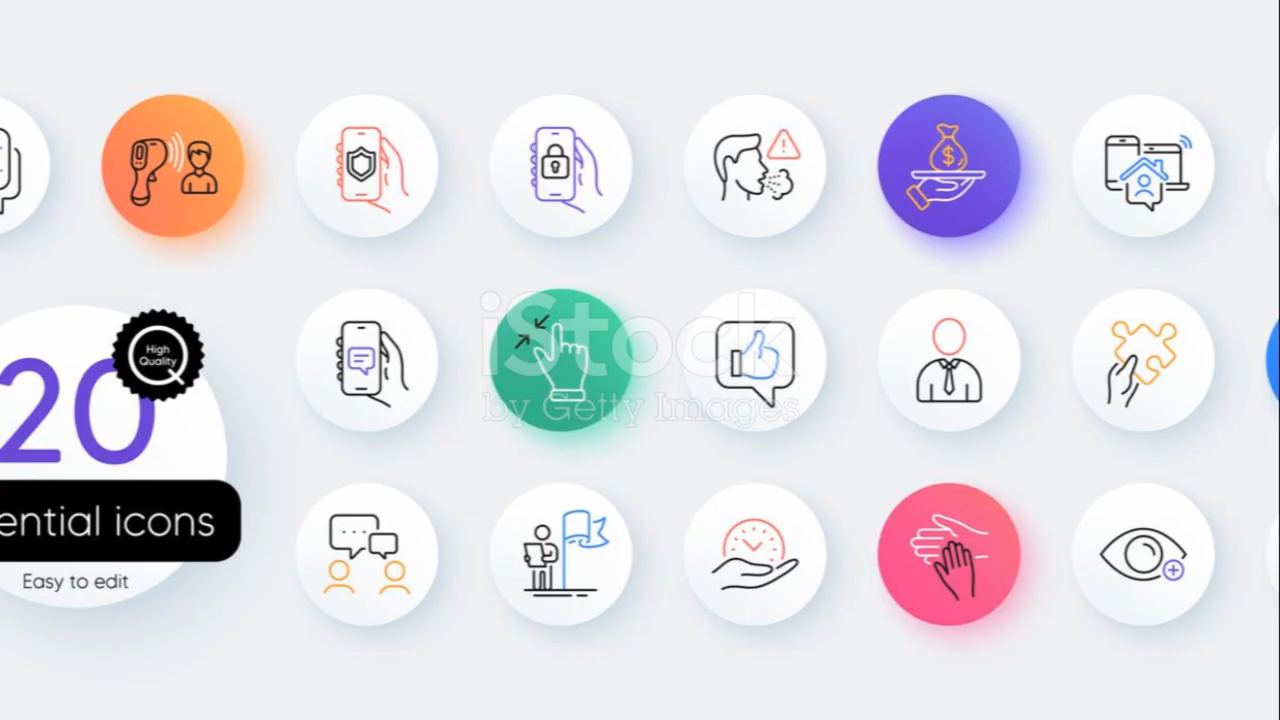 High
Quality
20
ential icons
Easy to edit
iStock
by Getty Images
$